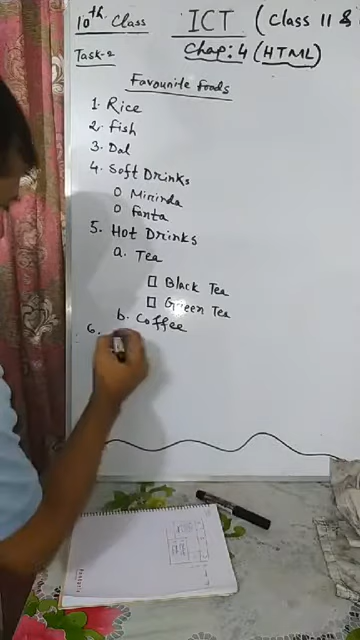 10th Class
ICT (Class 11 &
Task-2
Chap: 4 (HTML)
Favourite foods
1. Rice
2. Fish
3. Dal
4. Soft Drinks
o Mirinda
o Fanta
5. Hot Drinks
a. Tea
□ Black Tea
□ Green Tea
b. Coffee
6.